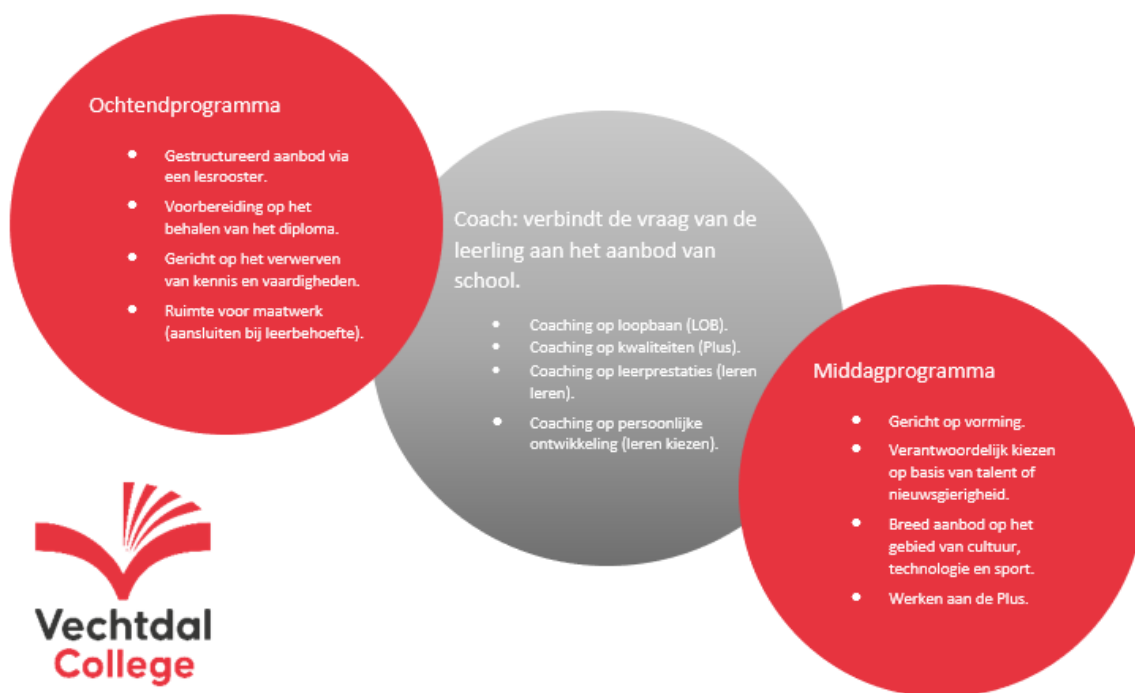 Ochtendprogramma
• Gestructureerd aanbod via
een lesrooster.
• Voorbereiding op het
behalen van het diploma.
• Gericht op het verwerven
van kennis en vaardigheden.
• Ruimte voor maatwerk
(aansluiten bij leerbehoefte).
Coach: verbindt de vraag van de
leerling aan het aanbod van
school.
• Coaching op loopbaan (LOB).
• Coaching op kwaliteiten (Plus).
• Coaching op leerprestaties (leren
leren).
• Coaching op persoonlijke
ontwikkeling (leren kiezen).
Middagprogramma
• Gericht op vorming.
• Verantwoordelijk kiezen
op basis van talent of
nieuwsgierigheid.
• Breed aanbod op het
gebied van cultuur,
technologie en sport.
• Werken aan de Plus.
Vechtdal
College